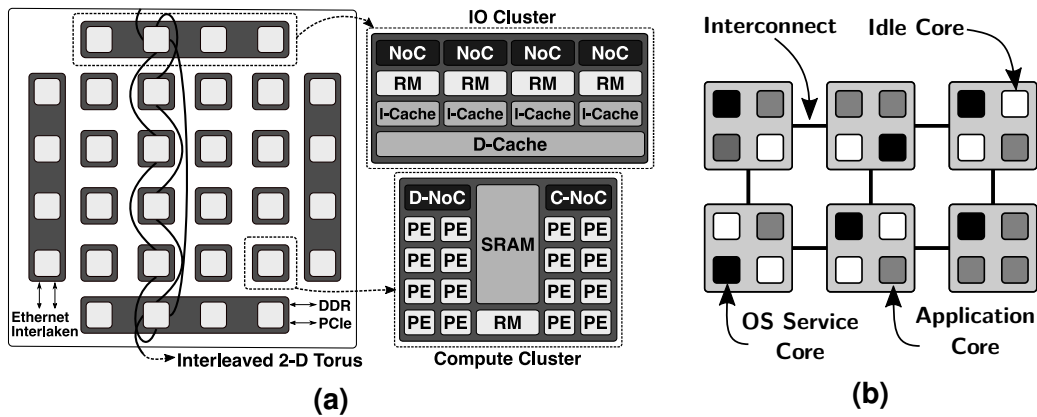 IO Cluster
NoC NoC NoC NoC
RM RM RM RM
I-Cache I-Cache I-Cache I-Cache
D-Cache
D-NoC C-NoC
SRAM
PE PE PE PE
PE PE PE PE
PE PE PE PE
PE PE RM PE PE
Compute Cluster
Ethernet
Interlaken
DDR
PCIe
Interleaved 2-D Torus
(a)
Interconnect
Idle Core
OS Service
Core
Application
Core
(b)